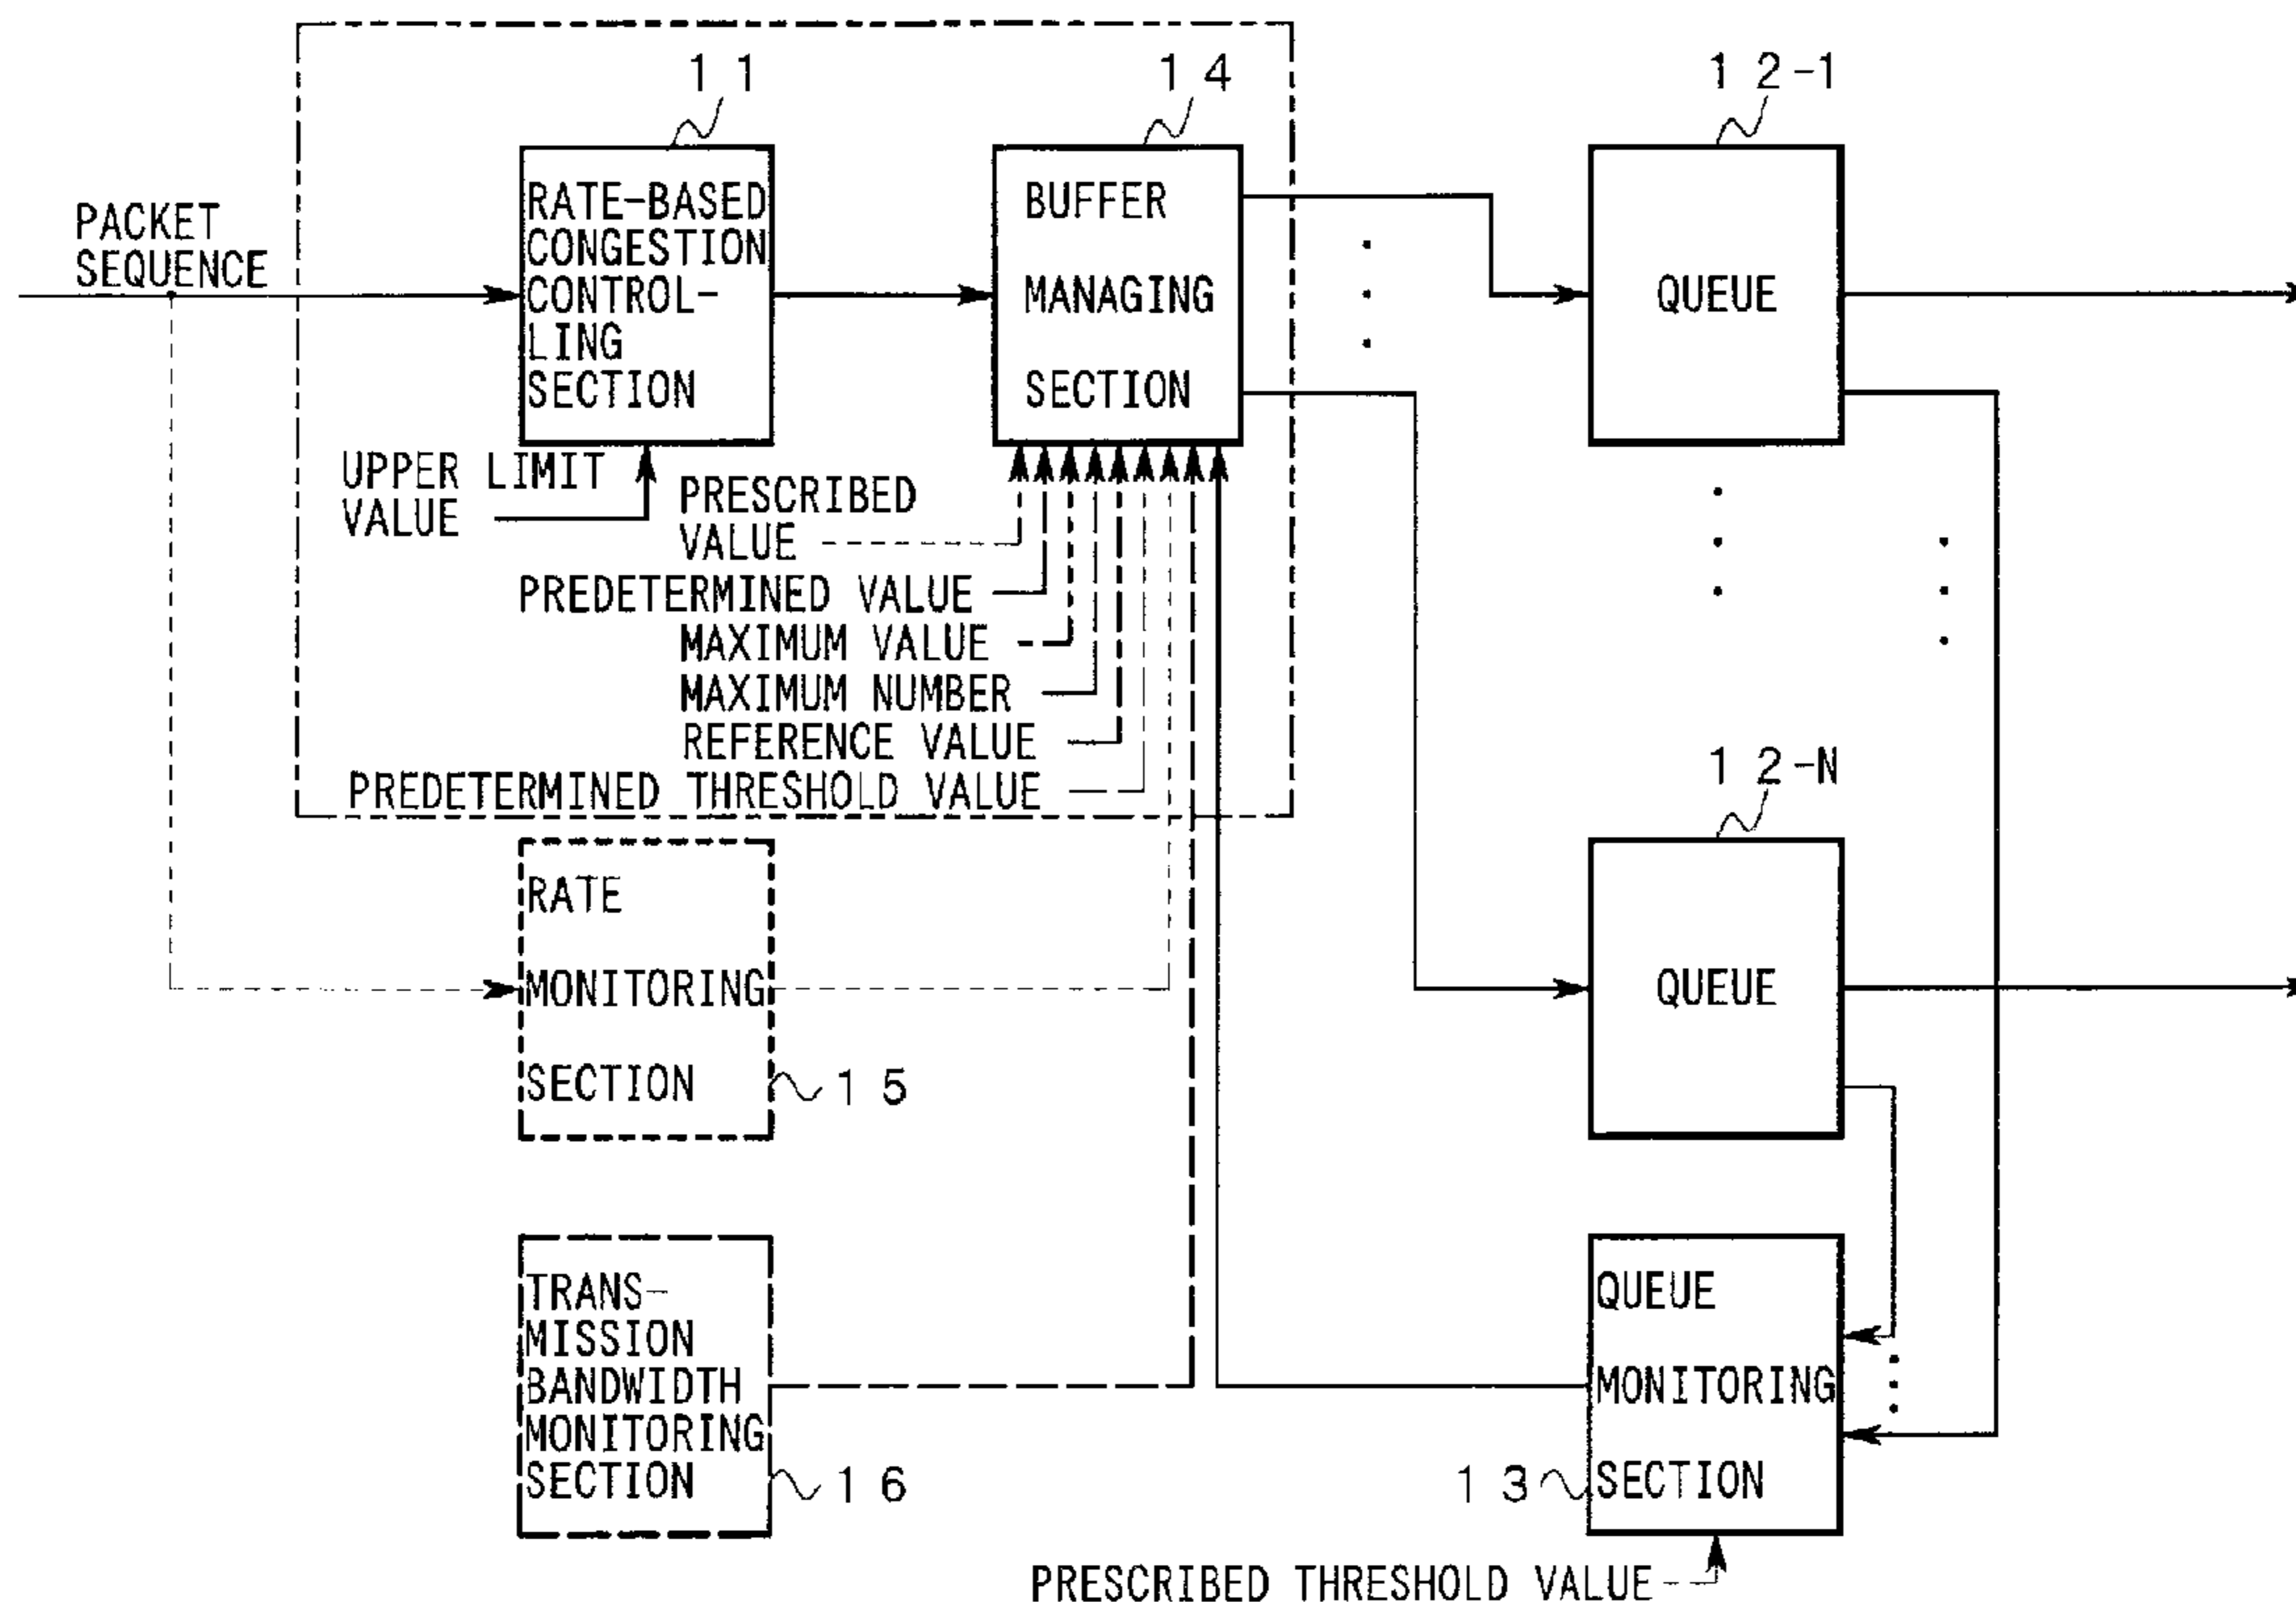 11
14
12-1
PACKET
SEQUENCE
RATE-BASED
CONGESTION
CONTROL-
LING
SECTION
BUFFER
MANAGING
SECTION
QUEUE
UPPER LIMIT
VALUE
PRESCRIBED
VALUE
PREDETERMINED VALUE
MAXIMUM VALUE
MAXIMUM NUMBER
REFERENCE VALUE
PREDETERMINED THRESHOLD VALUE
12-N
RATE
MONITORING
SECTION
15
QUEUE
TRANS-
MISSION
BANDWIDTH
MONITORING
SECTION
16
QUEUE
MONITORING
SECTION
13
PRESCRIBED THRESHOLD VALUE